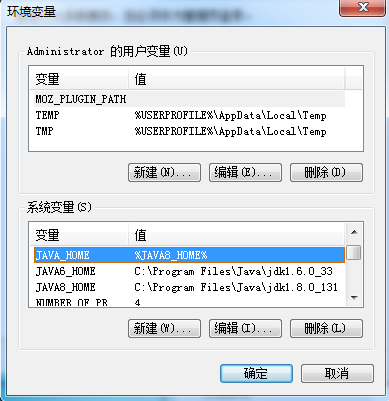 环境变量
Administrator 的用户变量(U)
变量 值
MOZ_PLUGIN_PATH
TEMP %USERPROFILE%\AppData\Local\Temp
TMP %USERPROFILE%\AppData\Local\Temp
新建(N)... 编辑(E)... 删除(D)
系统变量(S)
变量 值
JAVA_HOME %JAVA8_HOME%
JAVA6_HOME C:\Program Files\Java\jdk1.6.0_33
JAVA8_HOME C:\Program Files\Java\jdk1.8.0_131
NUMBER_OF_PR 4
新建(W)... 编辑(I)... 删除(L)
确定 取消